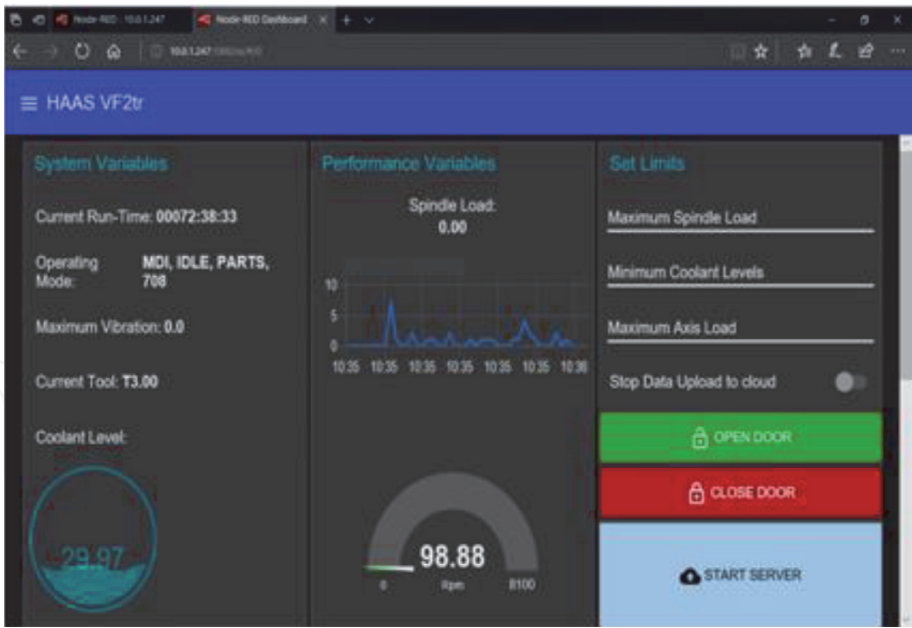 Node-RED : 10.0.1.247
Node-RED Dashboard
10.0.1.247
HAAS VF2tr
System Variables
Current Run-Time: 00072:38:33
Operating Mode: MDI, IDLE, PARTS,
708
Maximum Vibration: 0.0
Current Tool: T3.00
Coolant Level:
29.97
Performance Variables
Spindle Load:
0.00
10
5
0
10:35 10:35 10:35 10:35 10:35 10:35 10:36
98.88
0 Rpm 8100
Set Limits
Maximum Spindle Load
Minimum Coolant Levels
Maximum Axis Load
Stop Data Upload to cloud
OPEN DOOR
CLOSE DOOR
START SERVER